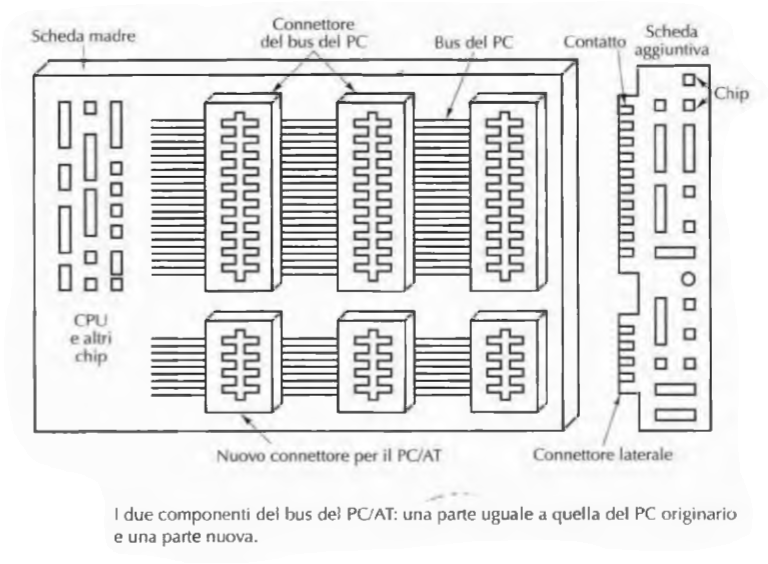 Scheda madre
Connettore
del bus del PC
Bus del PC
Contatto
Scheda
aggiuntiva
Chip
CPU
e altri
chip
Nuovo connettore per il PC/AT
Connettore laterale
I due componenti del bus del PC/AT: una parte uguale a quella del PC originario
e una parte nuova.